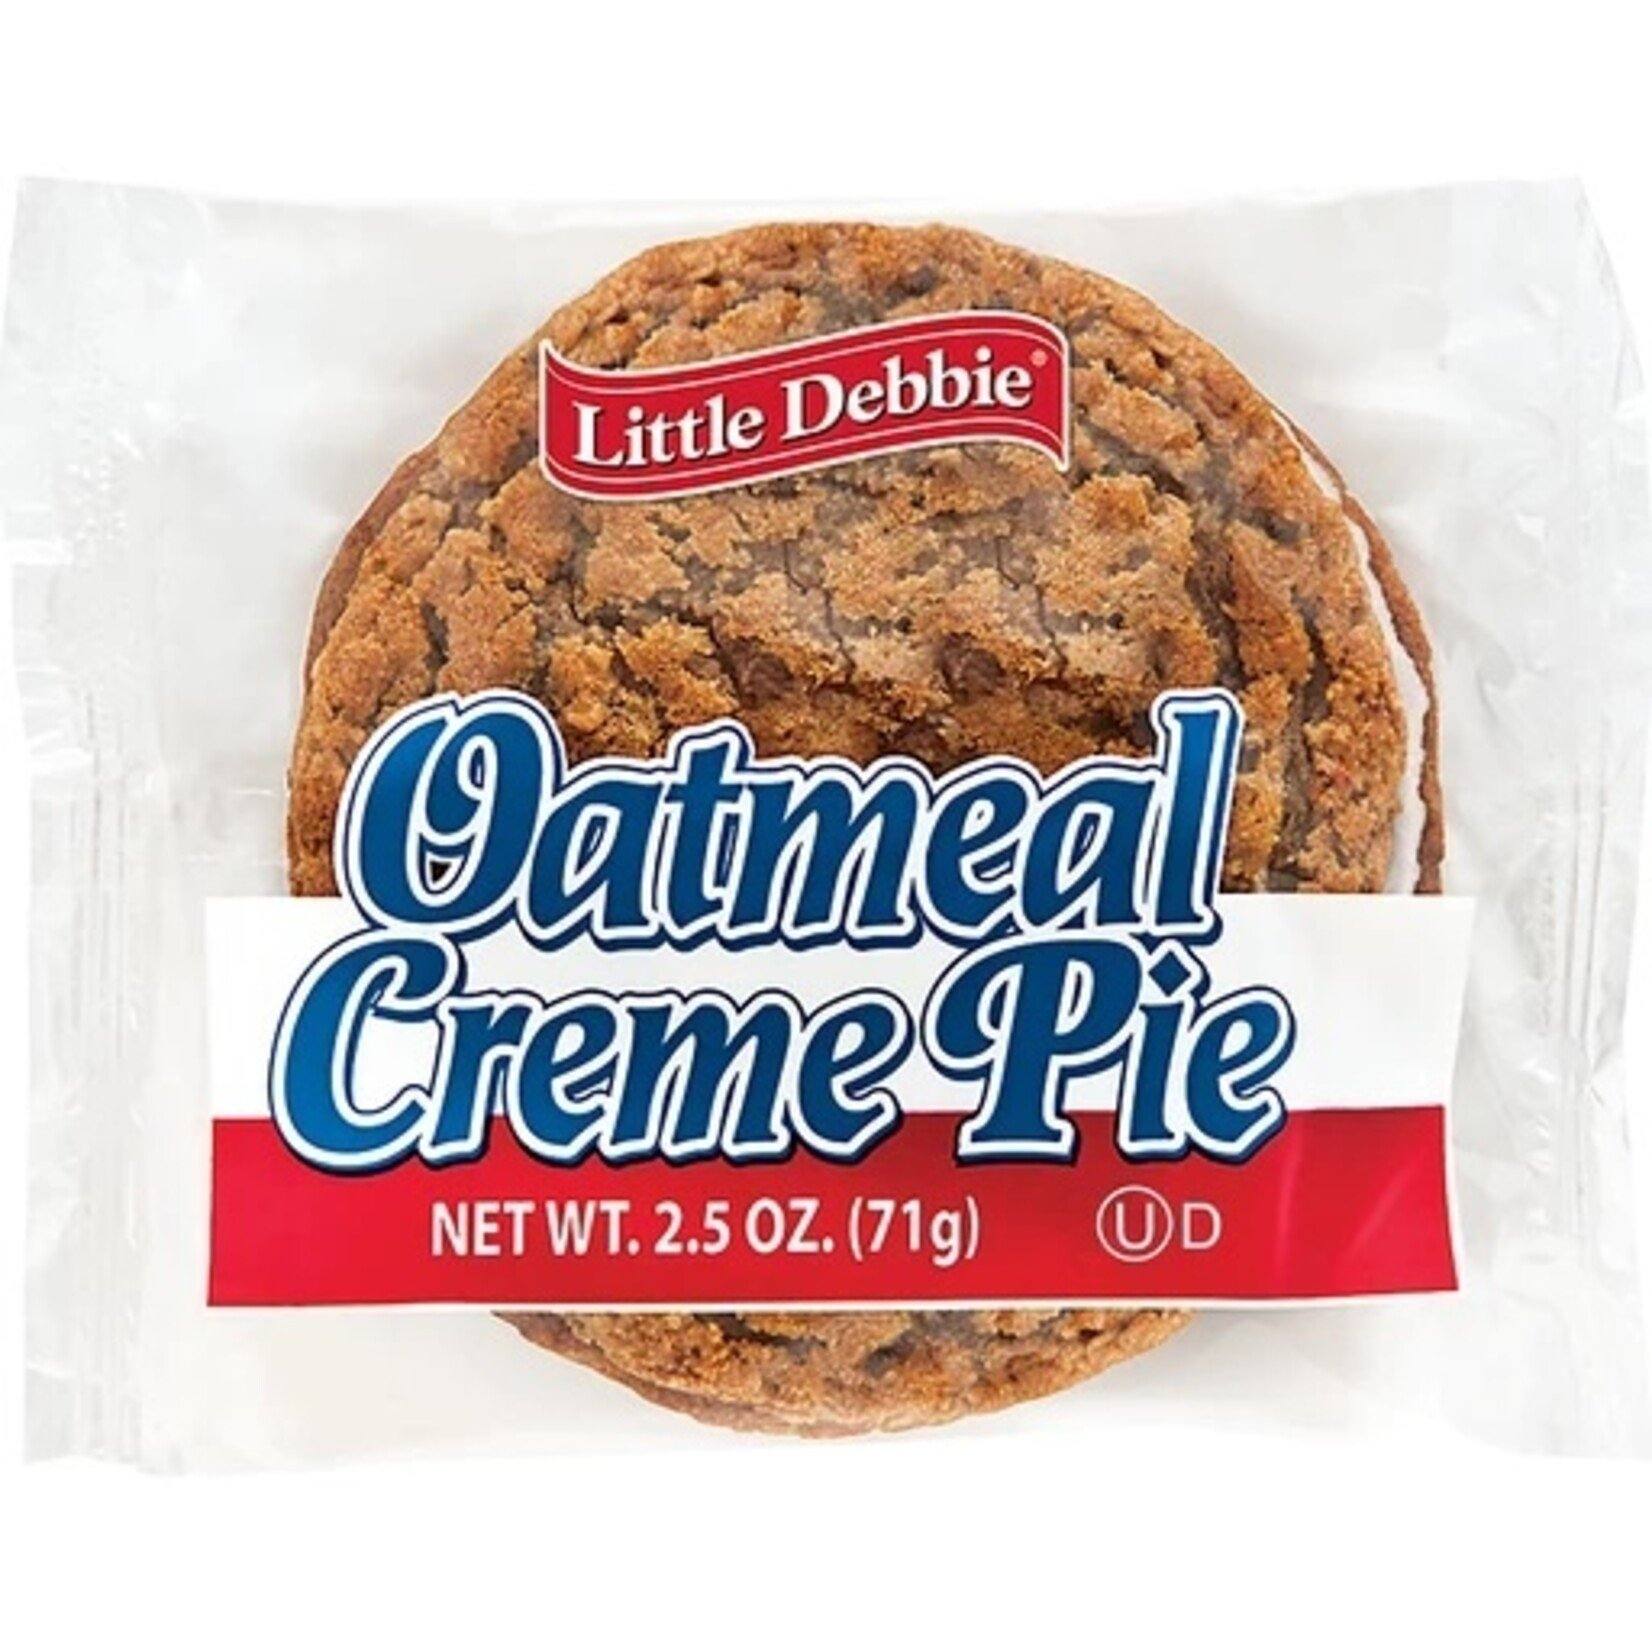 Little Debbie®
Oatmeal
Creme Pie
NET WT. 2.5 OZ. (71g) Ⓤ D